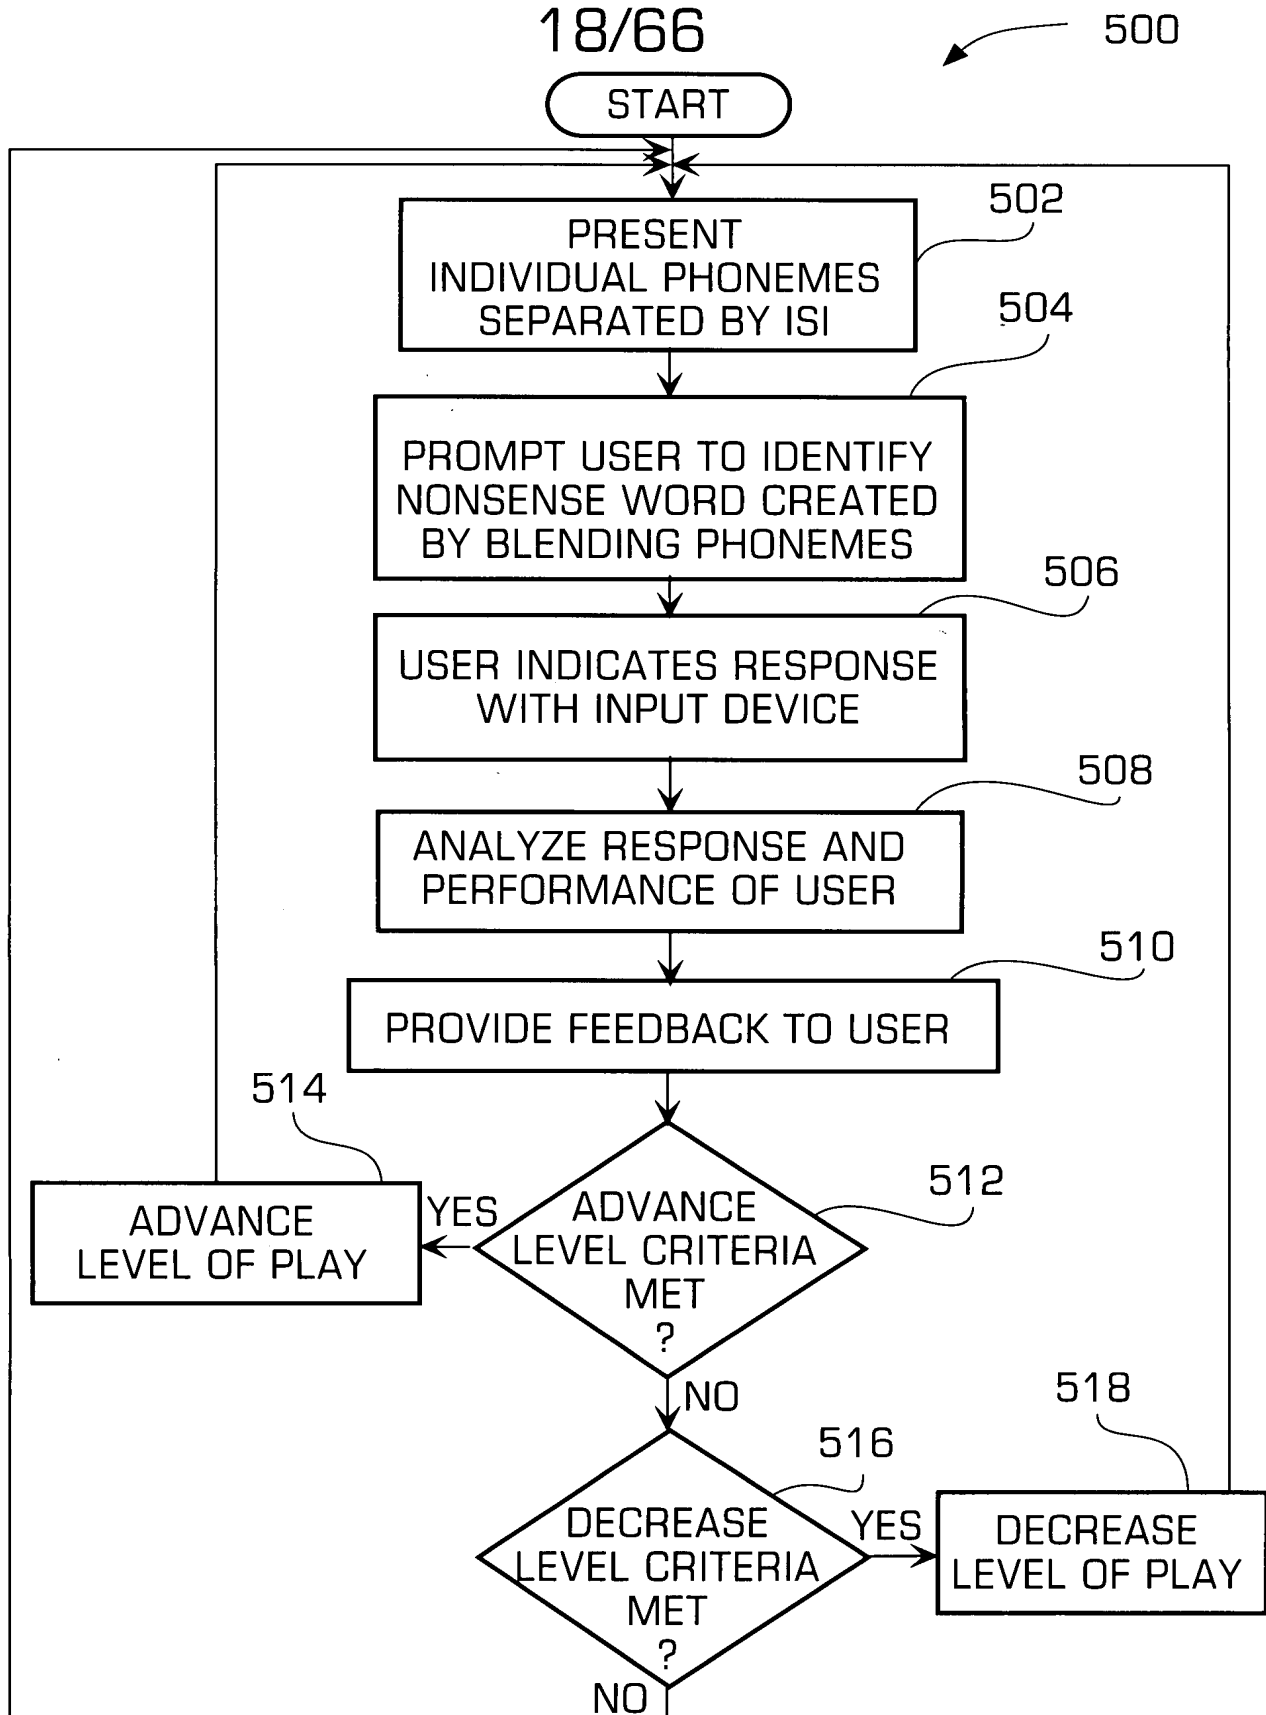 18/66
500
START
502
PRESENT
INDIVIDUAL PHONEMES
SEPARATED BY ISI
504
PROMPT USER TO IDENTIFY
NONSENSE WORD CREATED
BY BLENDING PHONEMES
506
USER INDICATES RESPONSE
WITH INPUT DEVICE
508
ANALYZE RESPONSE AND
PERFORMANCE OF USER
510
PROVIDE FEEDBACK TO USER
514
512
ADVANCE
LEVEL OF PLAY
YES
ADVANCE
LEVEL CRITERIA
MET
?
NO
518
516
DECREASE
LEVEL CRITERIA
MET
?
YES
DECREASE
LEVEL OF PLAY
NO